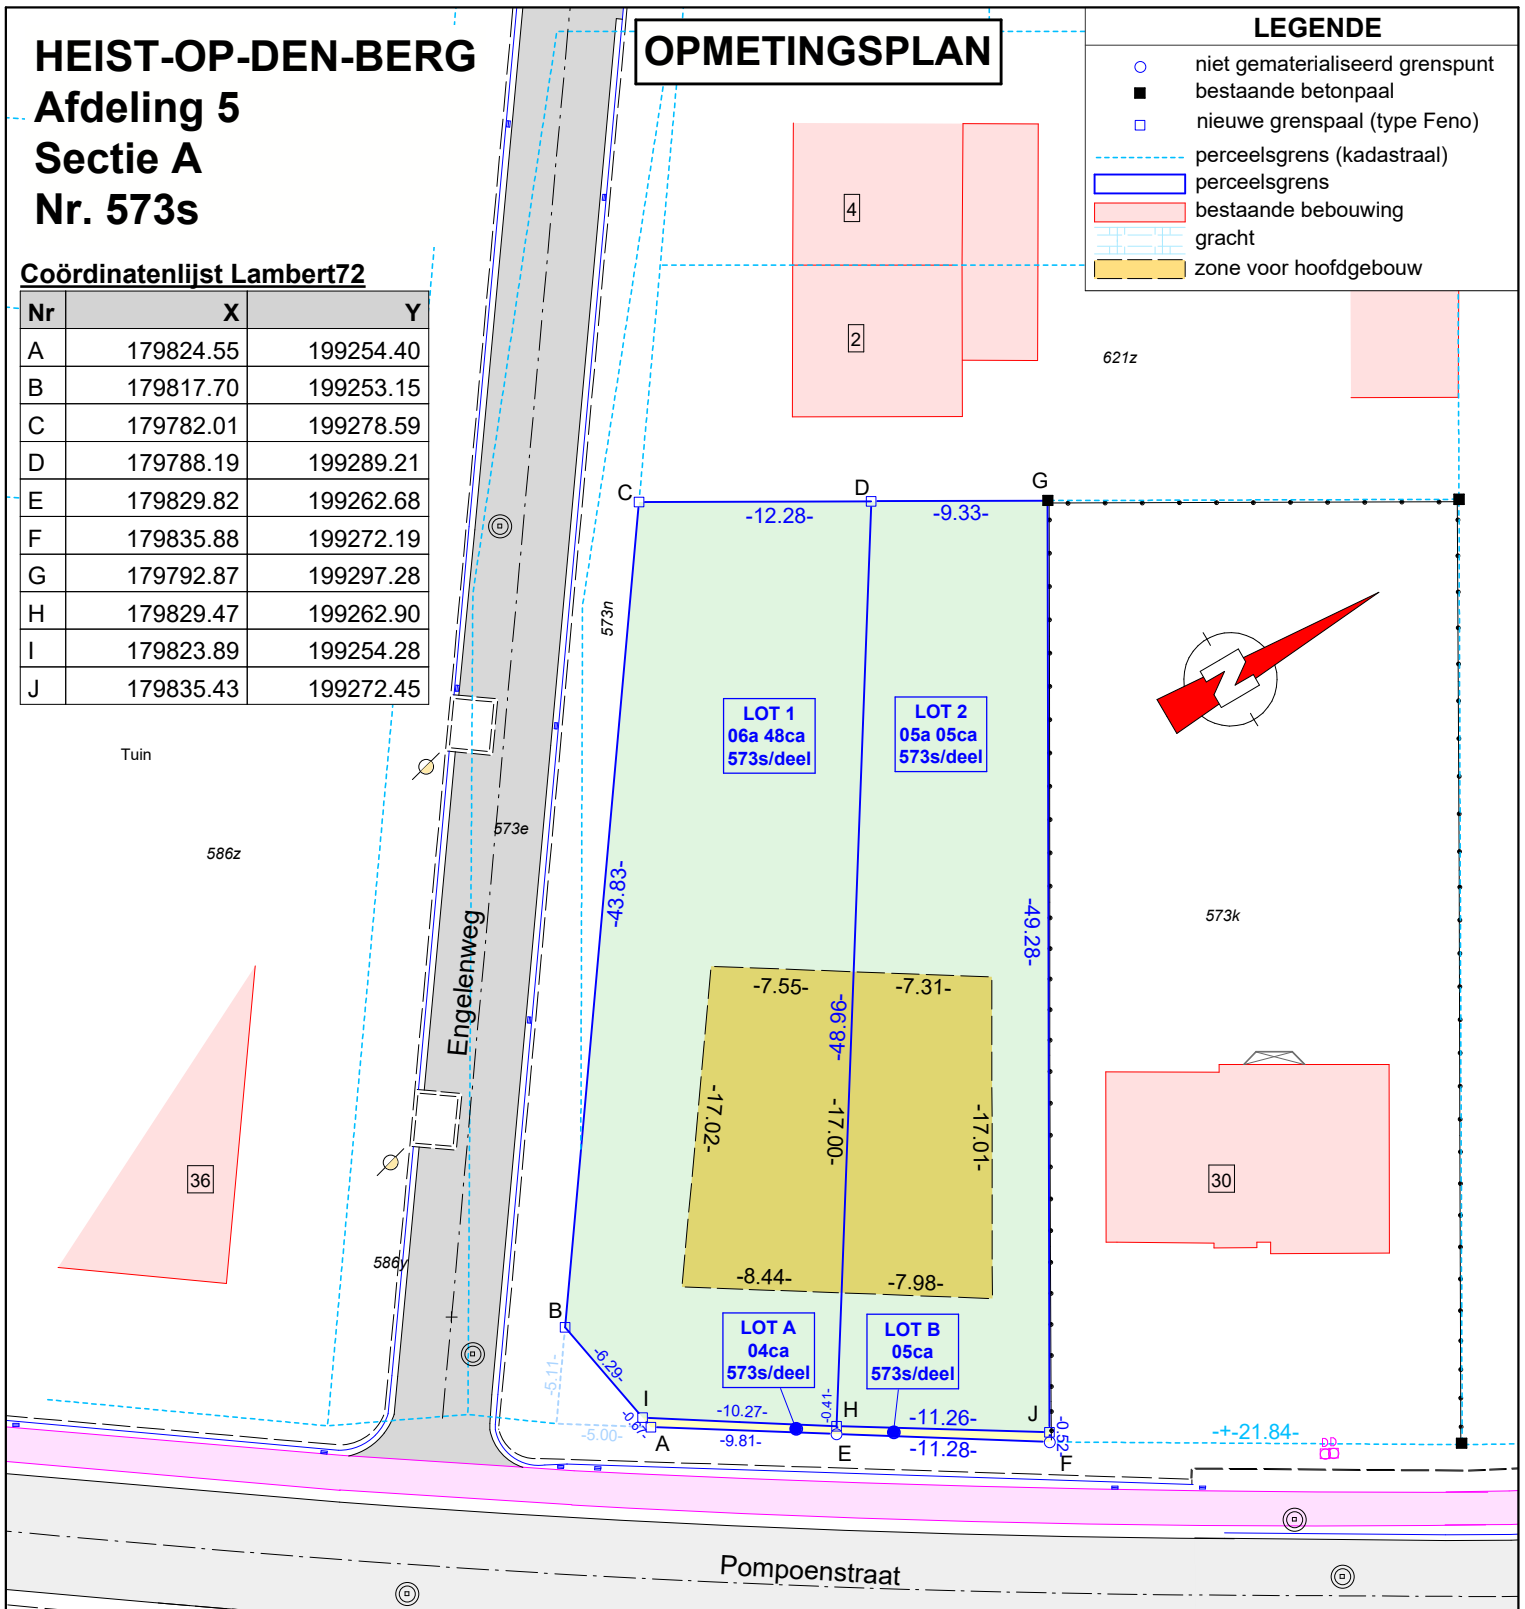 HEIST-OP-DEN-BERG
Afdeling 5
Sectie A
Nr. 573s
OPMETINGSPLAN
LEGENDE
niet gematerialiseerd grenspunt
bestaande betonpaal
nieuwe grenspaal (type Feno)
perceelsgrens (kadastraal)
perceelsgrens
bestaande bebouwing
gracht
zone voor hoofdgebouw
Coördinatenlijst Lambert72
Nr X Y
A 179824.55 199254.40
B 179817.70 199253.15
C 179782.01 199278.59
D 179788.19 199289.21
E 179829.82 199262.68
F 179835.88 199272.19
G 179792.87 199297.28
H 179829.47 199262.90
I 179823.89 199254.28
J 179835.43 199272.45
4
2
621z
C
D
G
-12.28-
-9.33-
573n
N
LOT 1
06a 48ca
573s/deel
LOT 2
05a 05ca
573s/deel
Tuin
586z
573e
Engelenweg
-43.83-
-49.28-
573k
-7.55-
-7.31-
-48.96-
-17.02-
-17.00-
-17.01-
36
30
586y
-8.44-
-7.98-
B
-6.29-
-5.11-
LOT A
04ca
573s/deel
LOT B
05ca
573s/deel
I
-10.27-
-0.41-
H
-11.26-
J
-0.67-
-5.00-
A
-9.81-
E
-11.28-
-0.52-
F
-+-21.84-
DD
Pompoenstraat